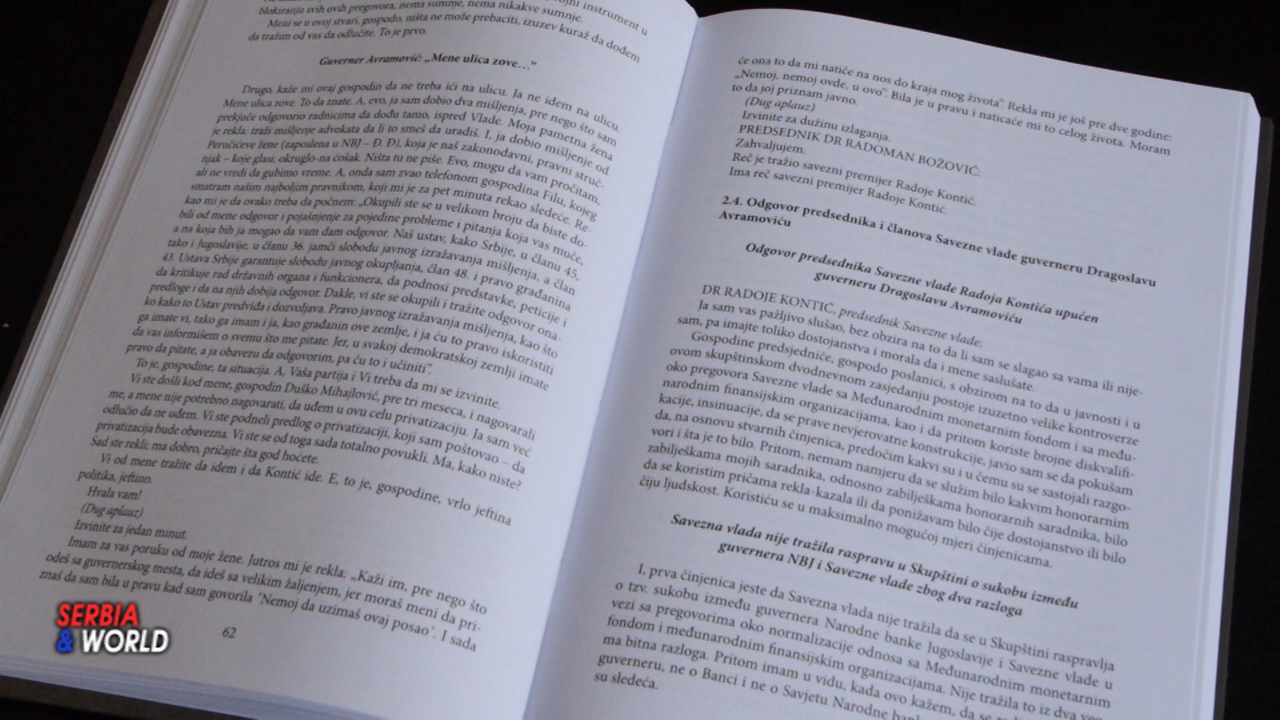 jni instrument u
blokiranja svih ovih pregovora, nema sumnje, nema nikakve sumnje.
Meni se u ovoj stvari, gospodo, ništa ne može prebaciti, izuzev kuraž da dođem
da tražim od vas da odlučite. To je prvo.
Guverner Avramović: „Mene ulica zove…“
Drugo, kaže mi ovaj gospodin da ne treba ići na ulicu. Ja ne idem na ulicu.
Mene ulica zove. To da znate. A, evo, ja sam dobio dva mišljenja, pre nego što sam
prekjuče odgovorio radnicima da dođu tamo, ispred Vlade. Moja pametna žena
je rekla: traži mišljenje advokata da li to smeš da uradiš. I, ja dobio mišljenje od
Peručićeve žene (zaposlena u NBJ – Đ. Đ), koja je naš zakonodavni, pravni struč-
njak – koje glasi: okruglo-na ćošak. Ništa tu ne piše. Evo, mogu da vam pročitam,
ali ne vredi da gubimo vreme. A, onda sam zvao telefonom gospodina Filu, kojeg
smatram našim najboljim pravnikom, koji mi je za pet minuta rekao sledeće. Re-
kao mi je da ovako treba da počnem: „Okupili ste se u velikom broju da biste do-
bili od mene odgovor i pojašnjenje za pojedine probleme i pitanja koja vas muče,
a na koja bih ja mogao da vam dam odgovor. Naš ustav, kako Srbije, u članu 45,
tako i Jugoslavije, u članu 36. jamči slobodu javnog izražavanja mišljenja, a član
43. Ustava Srbije garantuje slobodu javnog okupljanja, član 48. i pravo građanina
da kritikuje rad državnih organa i funkcionera, da podnosi predstavke, peticije i
predloge i da na njih dobija odgovor. Dakle, vi ste se okupili i tražite odgovor ona-
ko kako to Ustav predviđa i dozvoljava. Pravo javnog izražavanja mišljenja, kao što
ga imate vi, tako ga imam i ja, kao građanin ove zemlje, i ja ću to pravo iskoristiti
da vas informišem o svemu što me pitate. Jer, u svakoj demokratskoj zemlji imate
pravo da pitate, a ja obavezu da odgovorim, pa ću to i učiniti“.
To je, gospodine, ta situacija. A, Vaša partija i Vi treba da mi se izvinite.
Vi ste došli kod mene, gospodin Duško Mihajlović, pre tri meseca, i nagovarali
me, a mene nije potrebno nagovarati, da uđem u ovu celu privatizaciju. Ja sam već
odlučio da ne uđem. Vi ste podneli predlog o privatizaciji, koji sam poštovao – da
privatizacija bude obavezna. Vi ste se od toga sada totalno povukli. Ma, kako niste?
Sad ste rekli; ma dobro, pričajte šta god hoćete.
Vi od mene tražite da idem i da Kontić ide. E, to je, gospodine, vrlo jeftina
politika, jeftino.
Hvala vam!
(Dug aplauz)
Izvinite za jedan minut.
Imam za vas poruku od moje žene. Jutros mi je rekla: „Kaži im, pre nego što
odeš sa guvernerskog mesta, da ideš sa velikim žaljenjem, jer moraš meni da pri-
znaš da sam bila u pravu kad sam govorila 'Nemoj da uzimaš ovaj posao'. I sada
62
će ona to da mi natiče na nos do kraja mog života“. Rekla mi je još pre dve godine:
„Nemoj, nemoj ovde, u ovo“. Bila je u pravu i naticaće mi to celog života. Moram
to da joj priznam javno.
(Dug aplauz)
Izvinite za dužinu izlaganja.
PREDSEDNIK DR RADOMAN BOŽOVIĆ:
Zahvaljujem.
Reč je tražio savezni premijer Radoje Kontić.
Ima reč savezni premijer Radoje Kontić.
2.4. Odgovor predsednika i članova Savezne vlade guverneru Dragoslavu
Avramoviću
Odgovor predsednika Savezne vlade Radoja Kontića upućen
guverneru Dragoslavu Avramoviću
DR RADOJE KONTIĆ, predsednik Savezne vlade:
Ja sam vas pažljivo slušao, bez obzira na to da li sam se slagao sa vama ili nije-
sam, pa imajte toliko dostojanstva i morala da i mene saslušate.
Gospodine predsjedniče, gospodo poslanici, s obzirom na to da u javnosti i u
ovom skupštinskom dvodnevnom zasjedanju postoje izuzetno velike kontroverze
oko pregovora Savezne vlade sa Međunarodnim monetarnim fondom i sa među-
narodnim finansijskim organizacijama, kao i da pritom koriste brojne diskvalifi-
kacije, insinuacije, da se prave nevjerovatne konstrukcije, javio sam se da pokušam
da, na osnovu stvarnih činjenica, predočim kakvi su i u čemu su se sastojali razgo-
vori i šta je to bilo. Pritom, nemam namjeru da se služim bilo kakvim honorarnim
zabilješkama mojih saradnika, odnosno zabilješkama honorarnih saradnika, bilo
da se koristim pričama rekla-kazala ili da ponižavam bilo čije dostojanstvo ili bilo
čiju ljudskost. Koristiću se u maksimalno mogućoj mjeri činjenicama.
Savezna vlada nije tražila raspravu u Skupštini o sukobu između
guvernera NBJ i Savezne vlade zbog dva razloga
I, prva činjenica jeste da Savezna vlada nije tražila da se u Skupštini raspravlja
o tzv. sukobu između guvernera Narodne banke Jugoslavije i Savezne vlade u
vezi sa pregovorima oko normalizacije odnosa sa Međunarodnim monetarnim
fondom i međunarodnim finansijskim organizacijama. Nije tražila to iz dva veo-
ma bitna razloga. Pritom imam u vidu, kada ovo kažem, da se
guverneru, ne o Banci i ne o Savjetu Narodne
su sledeća.
SERBIA
& WORLD